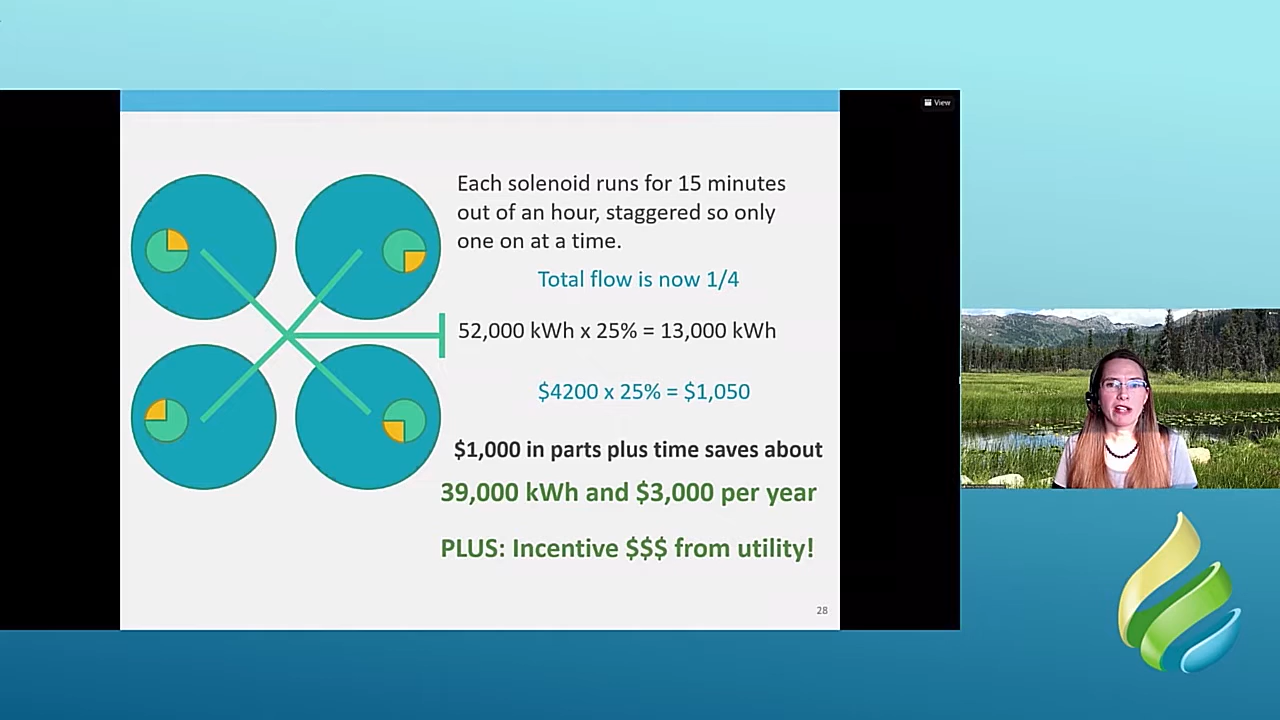 View
Each solenoid runs for 15 minutes
out of an hour, staggered so only
one on at a time.
Total flow is now 1/4
52,000 kWh x 25% = 13,000 kWh
$4200 x 25% = $1,050
$1,000 in parts plus time saves about
39,000 kWh and $3,000 per year
PLUS: Incentive $$$ from utility!
28